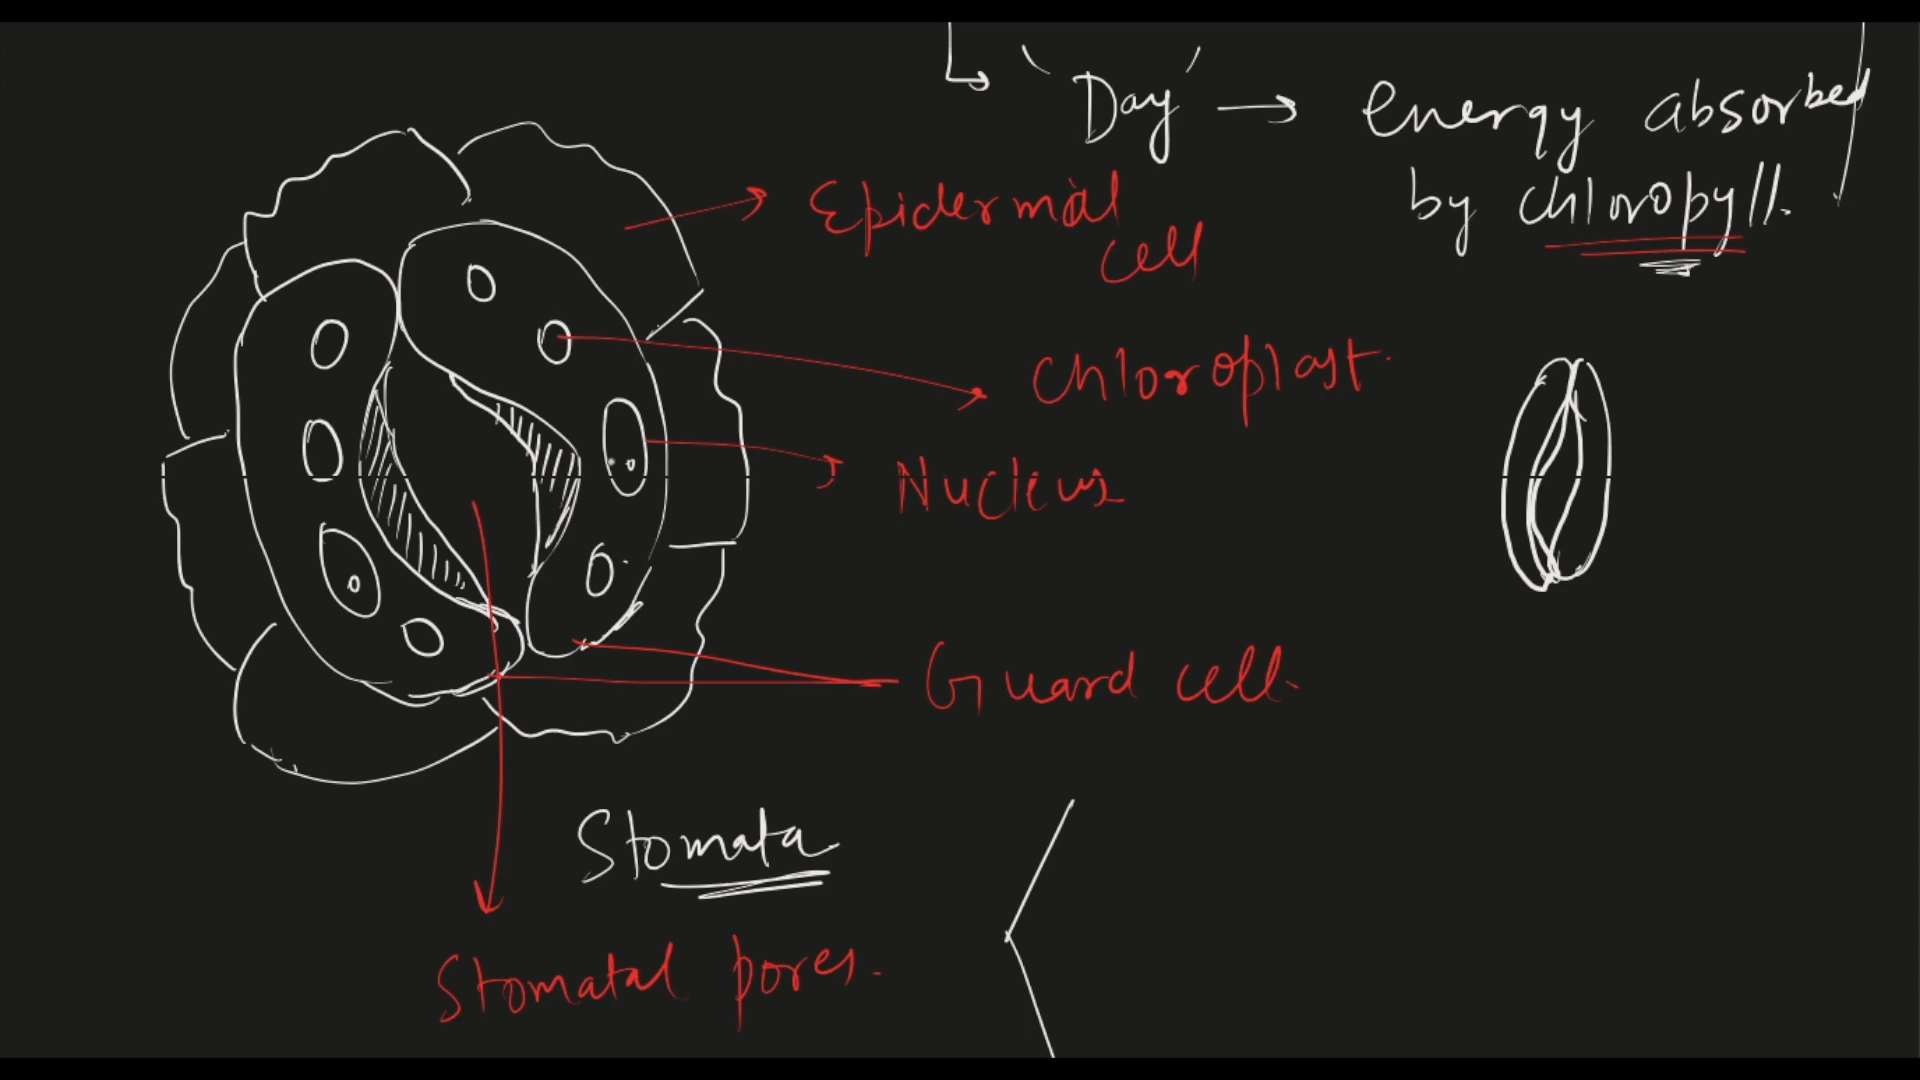 'Day' → energy absorbed
by chloropyll.
Epidermal
cell
Chloroplast.
Nucleus
Guard cell.
Stomata
Stomatal pores.